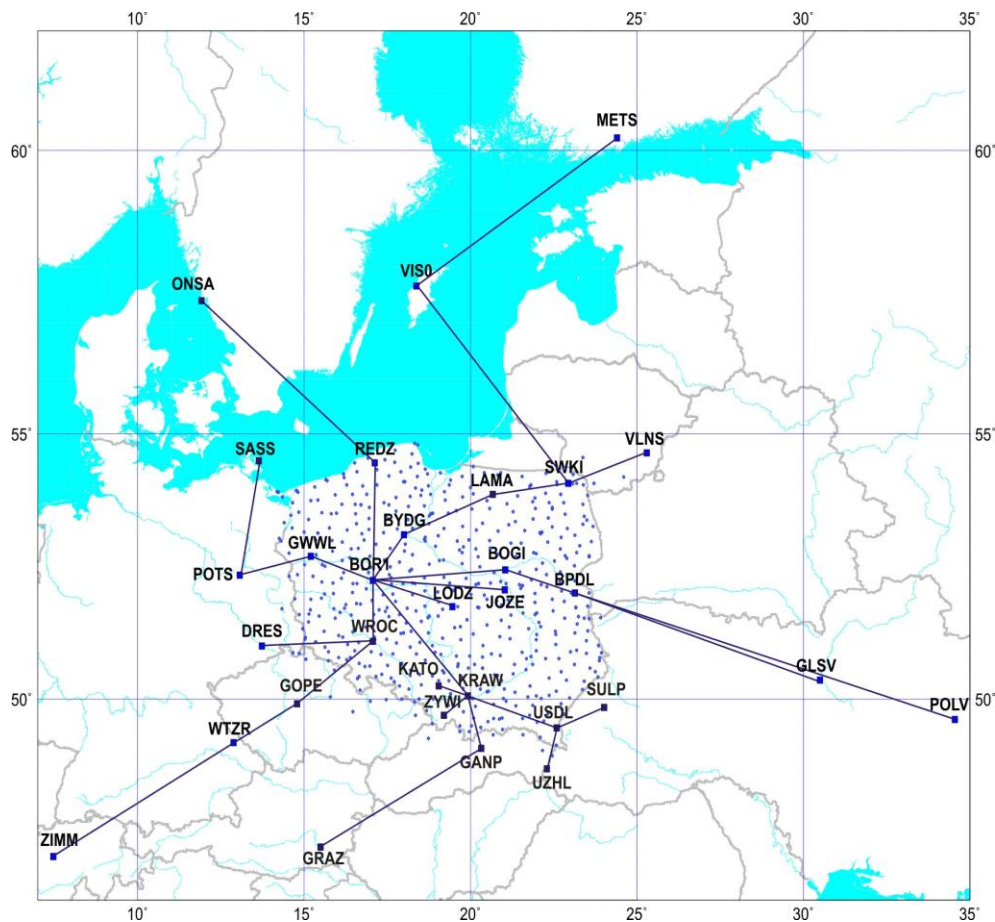 10° 15° 20° 25° 30° 35°
METS
60° 60°
VIS0
ONSA
55° 55°
SASS REDZ VLNS
SWKI
LAMA
BYDG
GWWL BOGI
POTS BOR1 BPDL
LODZ JOZE
DRES WROC
KATO KRAW GLSV
GOPE ZYWI SULP
50° 50°
WTZR USDL POLV
GANP
UZHL
ZIMM
GRAZ
10° 15° 20° 25° 30° 35°